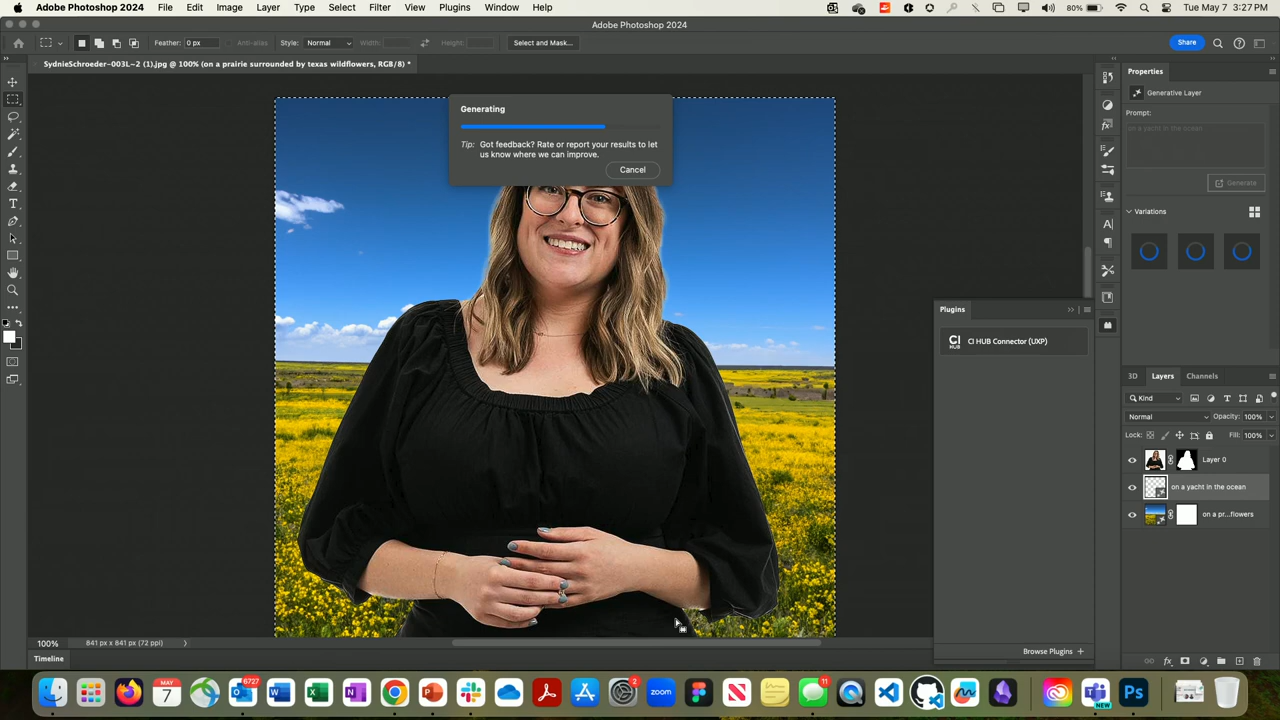 Adobe Photoshop 2024 File Edit Image Layer Type Select Filter View Plugins Window Help 80% Tue May 7 3:27 PM
Adobe Photoshop 2024
Feather: 0 px Anti-alias Style: Normal Width: Height: Select and Mask... Share
SydnieSchroeder-003L-2 (1).jpg @ 100% (on a prairie surrounded by texas wildflowers, RGB/8) *
Properties
Generative Layer
Prompt:
on a yacht in the ocean
Generate
Variations
Generating
Tip: Got feedback? Rate or report your results to let
us know where we can improve.
Cancel
Plugins
CI HUB
CI HUB Connector (UXP)
Browse Plugins
3D Layers Channels
Kind
Normal Opacity: 100%
Lock: Fill: 100%
Layer 0
on a yacht in the ocean
on a pr...flowers
100% 841 px x 841 px (72 ppi)
Timeline
MAY
7
6727
2
zoom
11
NEW
Ps